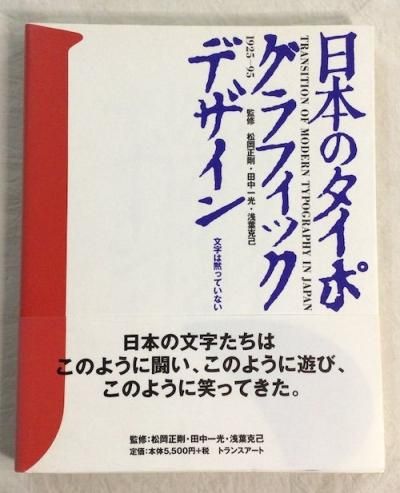 日本のタイポ
グラフィック
デザイン
TRANSITION OF MODERN TYPOGRAPHY IN JAPAN
1925–95
監修 松岡正剛・田中一光・浅葉克己
文字は黙っていない
日本の文字たちは
このように闘い、このように遊び、
このように笑ってきた。
監修:松岡正剛・田中一光・浅葉克己
定価:本体5,500円+税 トランスアート